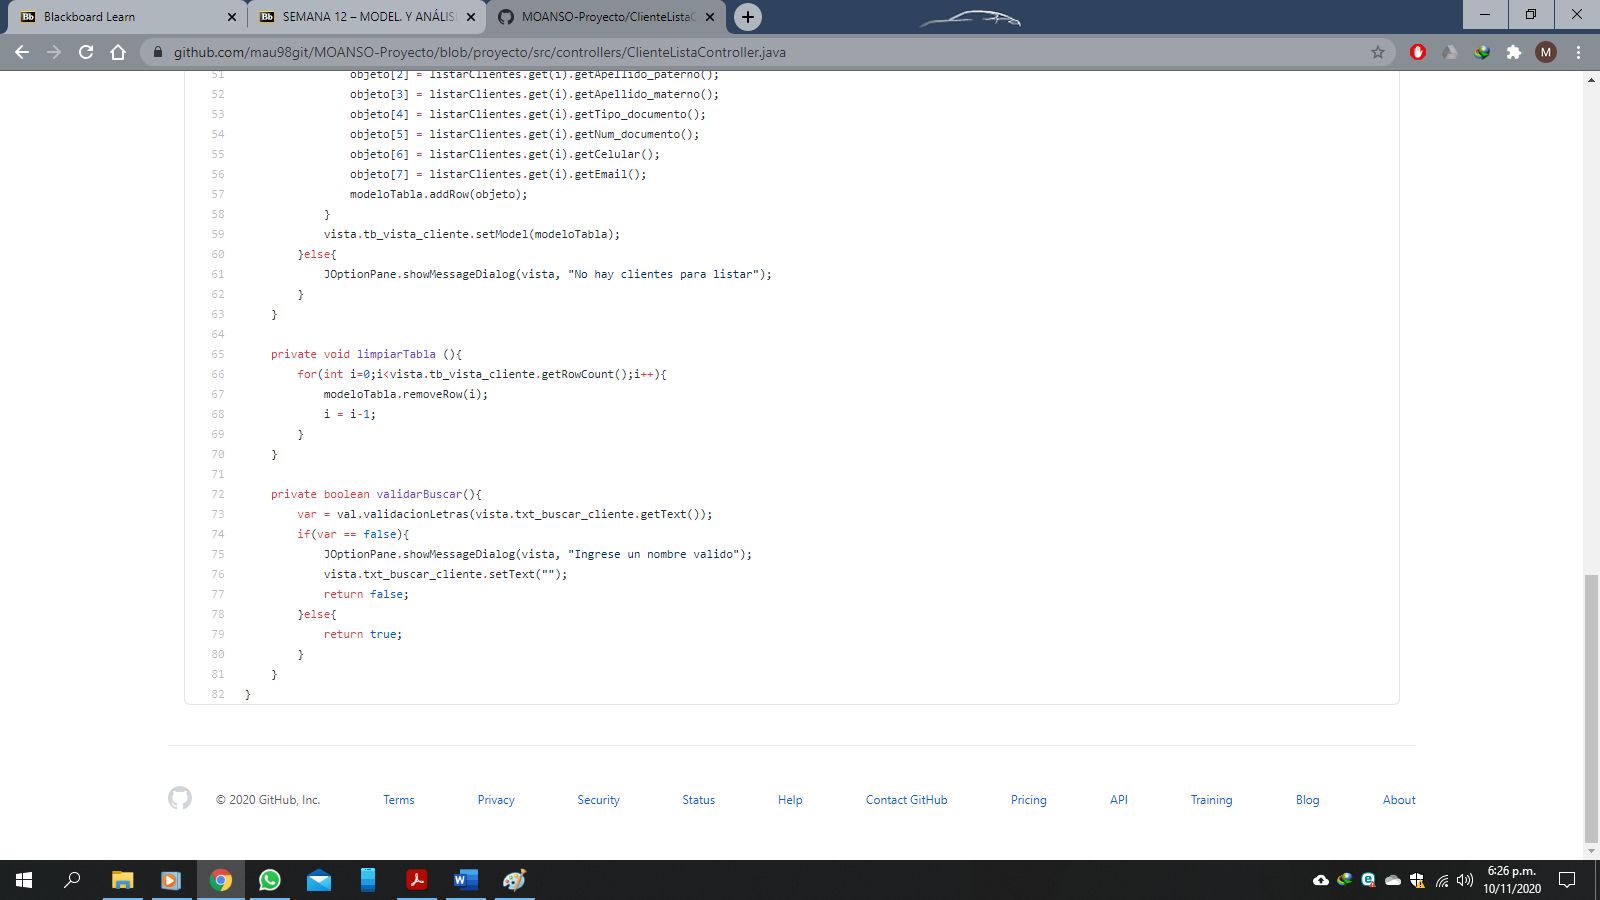 Blackboard Learn
SEMANA 12 – MODEL. Y ANÁLIS
MOANSO-Proyecto/ClienteListaC
github.com/mau98git/MOANSO-Proyecto/blob/proyecto/src/controllers/ClienteListaController.java
M
51 objeto[2] = listarClientes.get(i).getApellido_paterno();
52 objeto[3] = listarClientes.get(i).getApellido_materno();
53 objeto[4] = listarClientes.get(i).getTipo_documento();
54 objeto[5] = listarClientes.get(i).getNum_documento();
55 objeto[6] = listarClientes.get(i).getCelular();
56 objeto[7] = listarClientes.get(i).getEmail();
57 modeloTabla.addRow(objeto);
58 }
59 vista.tb_vista_cliente.setModel(modeloTabla);
60 }else{
61 JOptionPane.showMessageDialog(vista, "No hay clientes para listar");
62 }
63 }
64
65 private void limpiarTabla (){
66 for(int i=0;i<vista.tb_vista_cliente.getRowCount();i++){
67 modeloTabla.removeRow(i);
68 i = i-1;
69 }
70 }
71
72 private boolean validarBuscar(){
73 var = val.validacionLetras(vista.txt_buscar_cliente.getText());
74 if(var == false){
75 JOptionPane.showMessageDialog(vista, "Ingrese un nombre valido");
76 vista.txt_buscar_cliente.setText("");
77 return false;
78 }else{
79 return true;
80 }
81 }
82 }
© 2020 GitHub, Inc. Terms Privacy Security Status Help Contact GitHub Pricing API Training Blog About
6:26 p.m.
10/11/2020